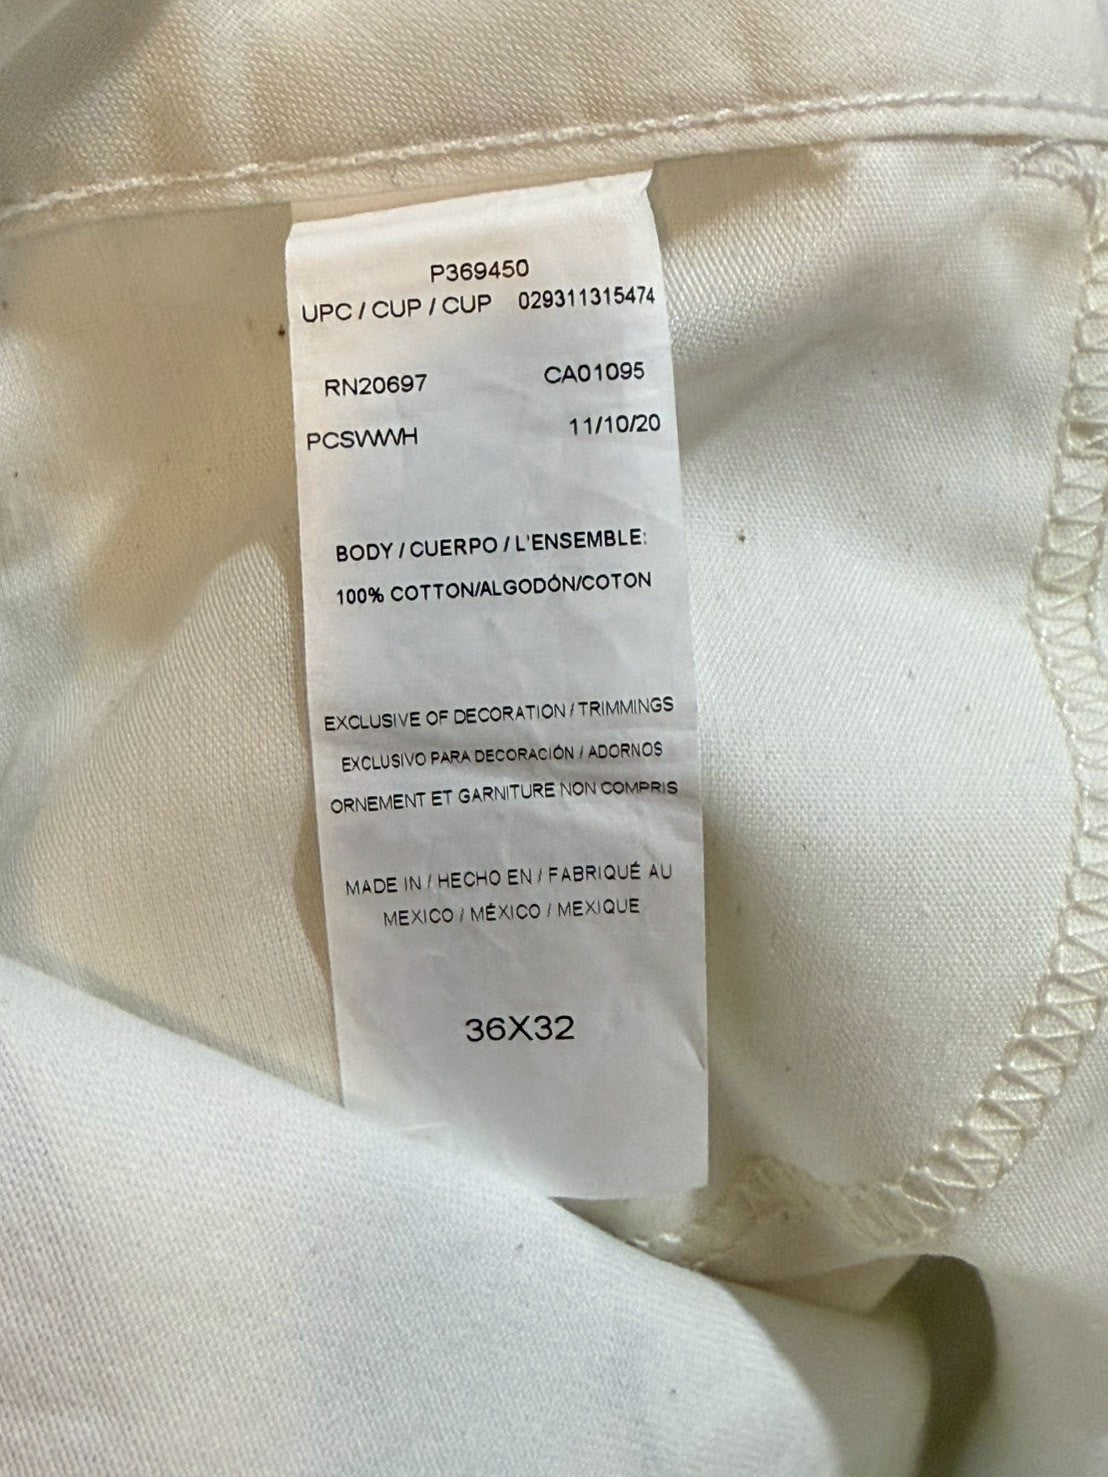 P369450
UPC / CUP / CUP 029311315474
RN20697 CA01095
PCSWWH 11/10/20
BODY / CUERPO / L'ENSEMBLE:
100% COTTON/ALGODÓN/COTON
EXCLUSIVE OF DECORATION / TRIMMINGS
EXCLUSIVO PARA DECORACIÓN / ADORNOS
ORNEMENT ET GARNITURE NON COMPRIS
MADE IN / HECHO EN / FABRIQUÉ AU
MEXICO / MÉXICO / MEXIQUE
36X32